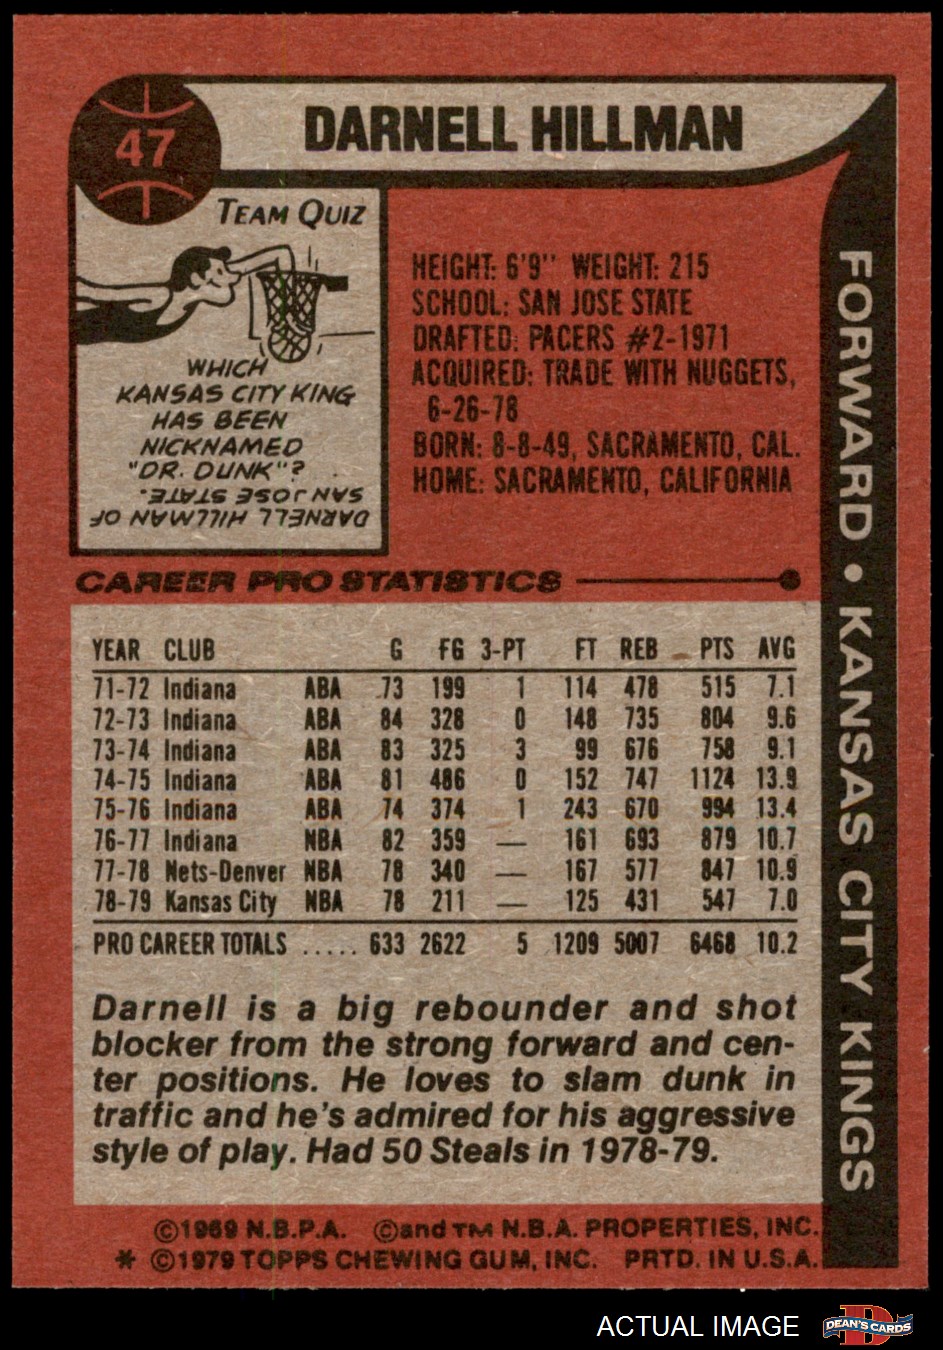 47
DARNELL HILLMAN
TEAM QUIZ
WHICH
KANSAS CITY KING
HAS BEEN
NICKNAMED
"DR. DUNK"?
DARNELL HILLMAN OF
SAN JOSE STATE.
HEIGHT: 6'9" WEIGHT: 215
SCHOOL: SAN JOSE STATE
DRAFTED: PACERS #2-1971
ACQUIRED: TRADE WITH NUGGETS,
6-26-78
BORN: 8-8-49, SACRAMENTO, CAL.
HOME: SACRAMENTO, CALIFORNIA
FORWARD • KANSAS CITY KINGS
CAREER PRO STATISTICS
YEAR CLUB G FG 3-PT FT REB PTS AVG
71-72 Indiana ABA 73 199 1 114 478 515 7.1
72-73 Indiana ABA 84 328 0 148 735 804 9.6
73-74 Indiana ABA 83 325 3 99 676 758 9.1
74-75 Indiana ABA 81 486 0 152 747 1124 13.9
75-76 Indiana ABA 74 374 1 243 670 994 13.4
76-77 Indiana NBA 82 359 — 161 693 879 10.7
77-78 Nets-Denver NBA 78 340 — 167 577 847 10.9
78-79 Kansas City NBA 78 211 — 125 431 547 7.0
PRO CAREER TOTALS ..... 633 2622 5 1209 5007 6468 10.2
Darnell is a big rebounder and shot
blocker from the strong forward and cen-
ter positions. He loves to slam dunk in
traffic and he's admired for his aggressive
style of play. Had 50 Steals in 1978-79.
©1969 N.B.P.A. ©and TM N.B.A. PROPERTIES, INC.
* ©1979 TOPPS CHEWING GUM, INC. PRTD. IN U.S.A.
ACTUAL IMAGE
D
DEAN'S CARDS